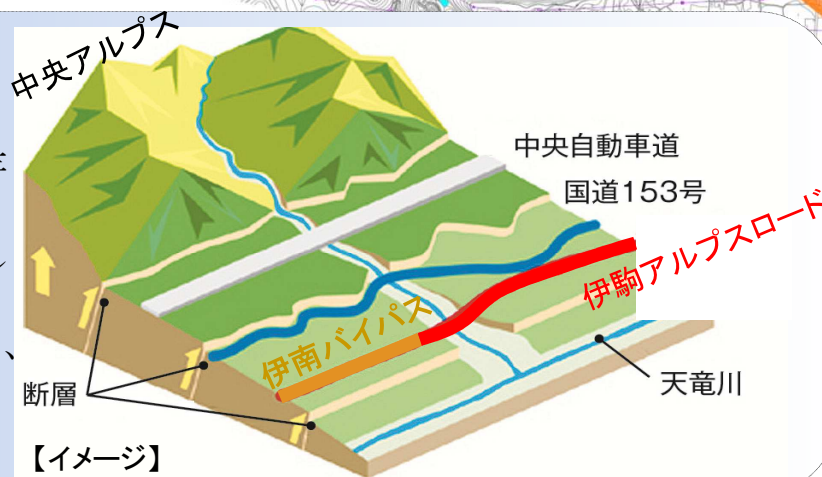 中央アルプス
中央自動車道
国道153号
伊駒アルプスロード
伊南バイパス
断層
天竜川
【イメージ】